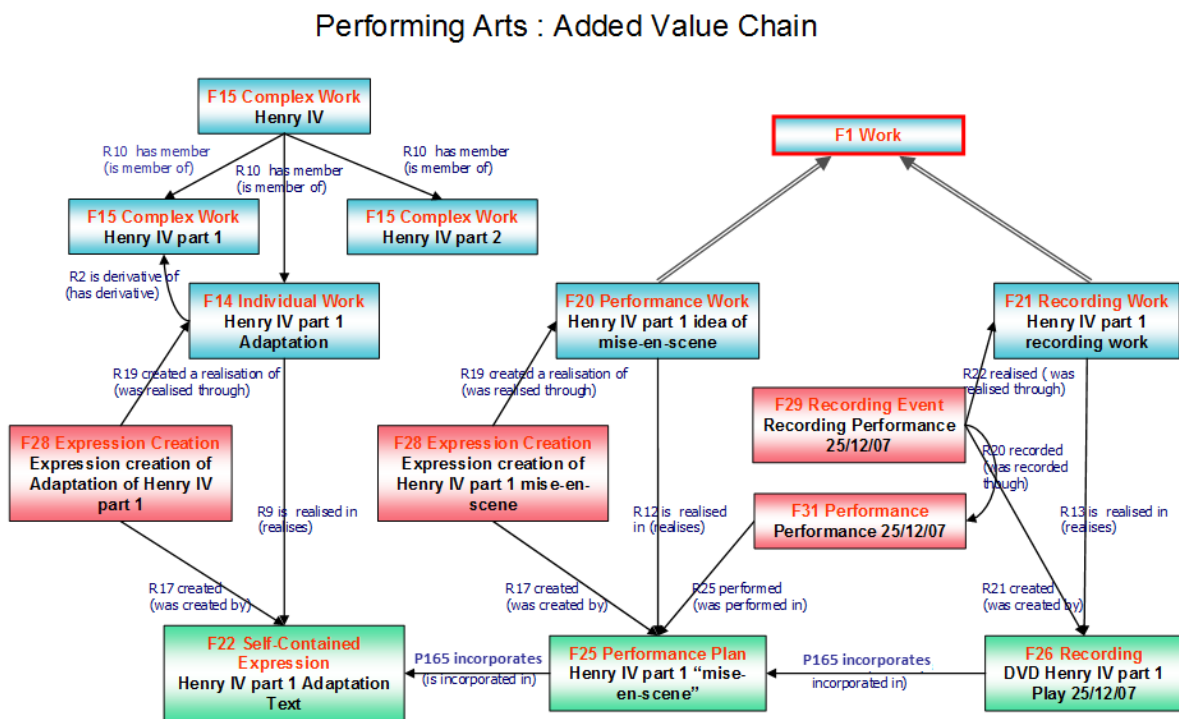 Performing Arts : Added Value Chain
F15 Complex Work
Henry IV
F1 Work
R10 has member
(is member of)
R10 has member
(is member of)
R10 has member
(is member of)
F15 Complex Work
Henry IV part 1
F15 Complex Work
Henry IV part 2
R2 is derivative of
(has derivative)
F14 Individual Work
Henry IV part 1
Adaptation
F20 Performance Work
Henry IV part 1 idea of
mise-en-scene
F21 Recording Work
Henry IV part 1
recording work
R19 created a realisation of
(was realised through)
R19 created a realisation of
(was realised through)
R22 realised ( was
realised through)
F29 Recording Event
Recording Performance
25/12/07
F28 Expression Creation
Expression creation of
Adaptation of Henry IV
part 1
F28 Expression Creation
Expression creation of
Henry IV part 1 mise-en-
scene
R20 recorded
(was recorded
though)
R9 is realised in
(realises)
R12 is realised
in (realises)
F31 Performance
Performance 25/12/07
R13 is realised in
(realises)
R17 created
(was created by)
R17 created
(was created by)
R25 performed
(was performed in)
R21 created
(was created by)
F22 Self-Contained
Expression
Henry IV part 1 Adaptation
Text
P165 incorporates
(is incorporated in)
F25 Performance Plan
Henry IV part 1 “mise-
en-scene”
P165 incorporates
incorporated in)
F26 Recording
DVD Henry IV part 1
Play 25/12/07